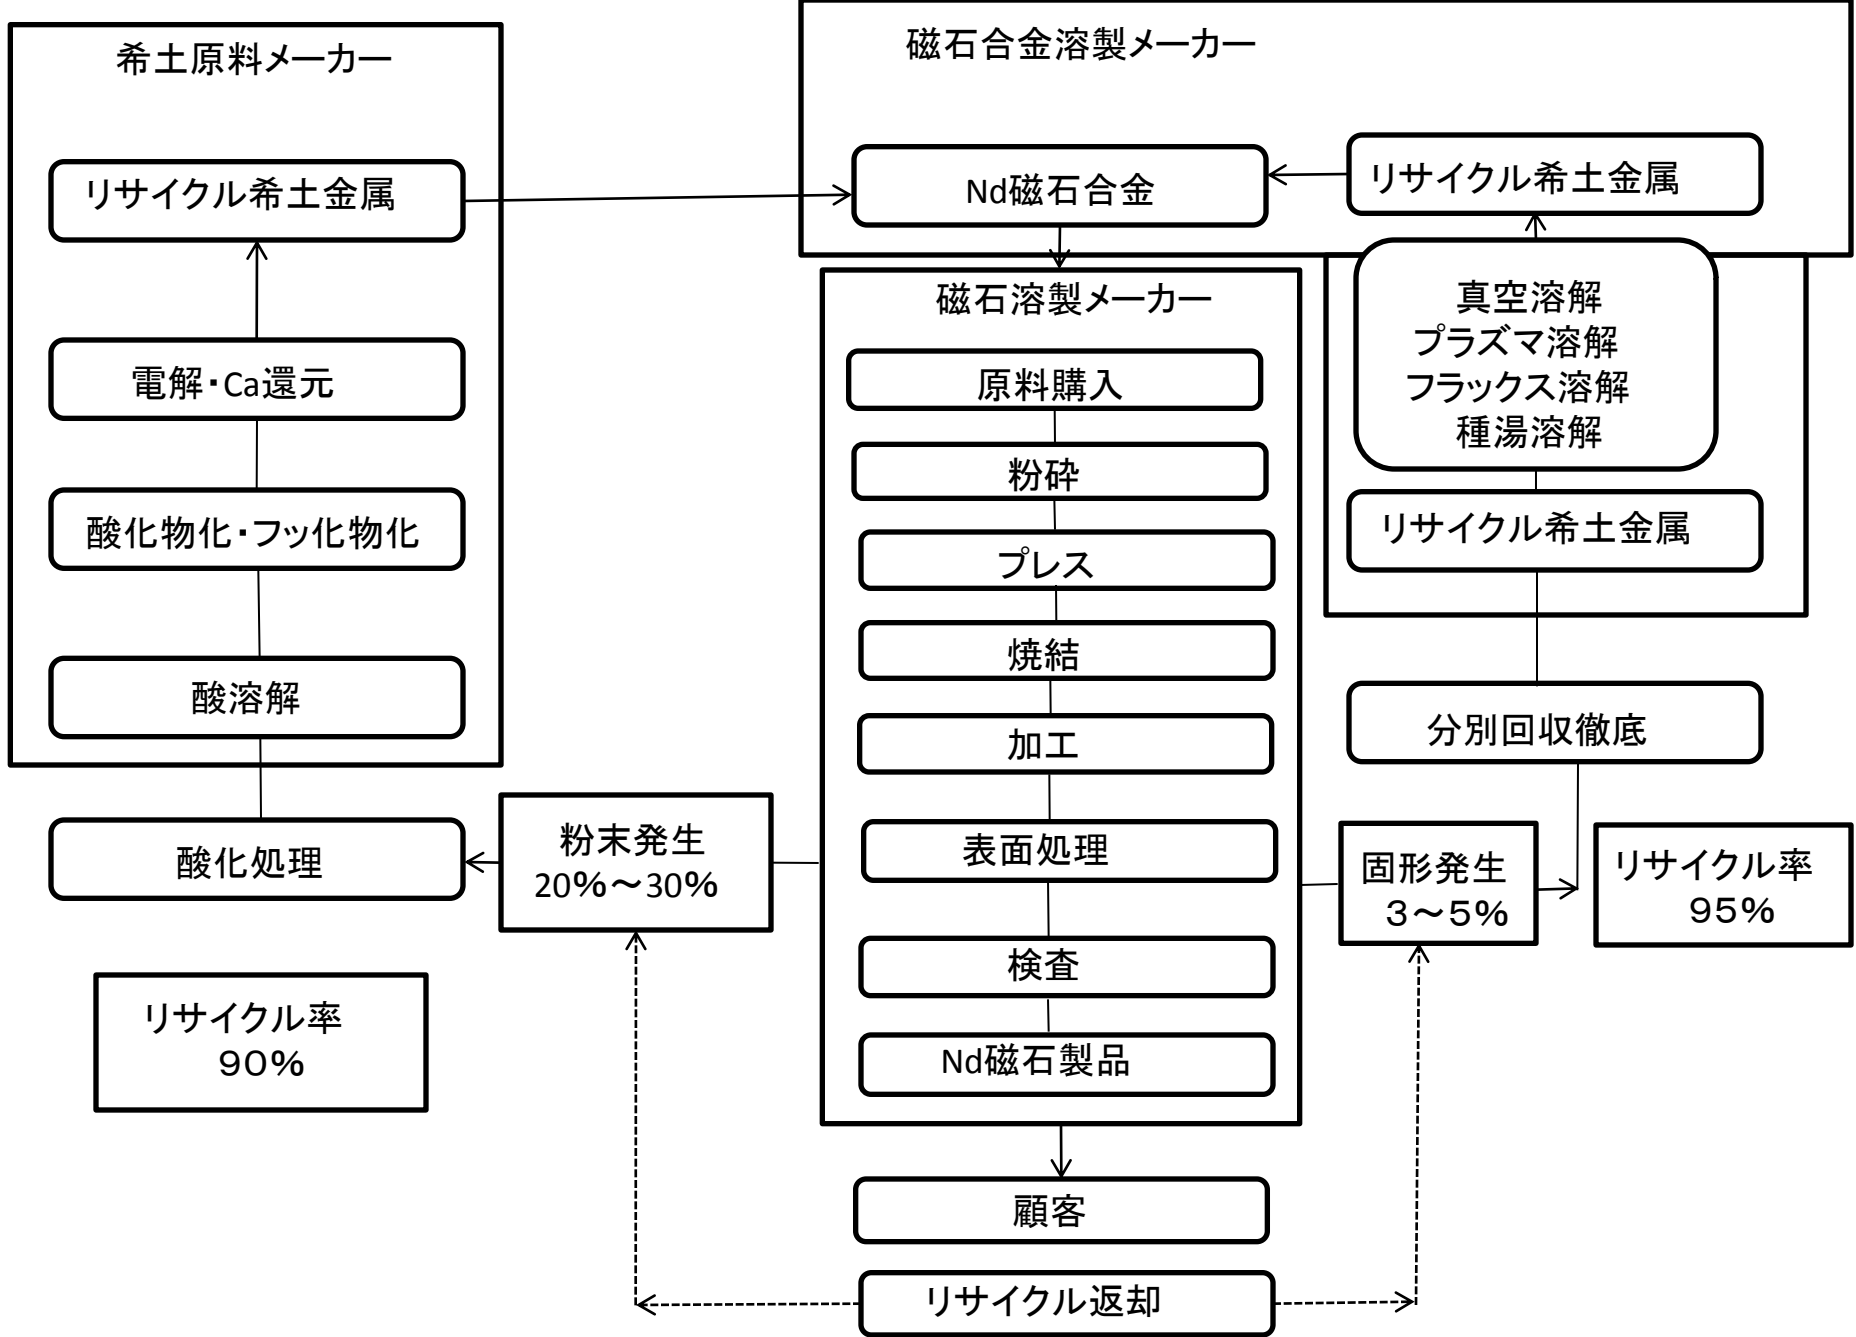 希土原料メーカー
リサイクル希土金属
電解・Ca還元
酸化物化・フッ化物化
酸溶解
酸化処理
リサイクル率
90%
粉末発生
20%～30%
磁石合金溶製メーカー
Nd磁石合金
リサイクル希土金属
磁石溶製メーカー
原料購入
粉砕
プレス
焼結
加工
表面処理
検査
Nd磁石製品
顧客
リサイクル返却
真空溶解
プラズマ溶解
フラックス溶解
種湯溶解
リサイクル希土金属
分別回収徹底
固形発生
3～5%
リサイクル率
95%